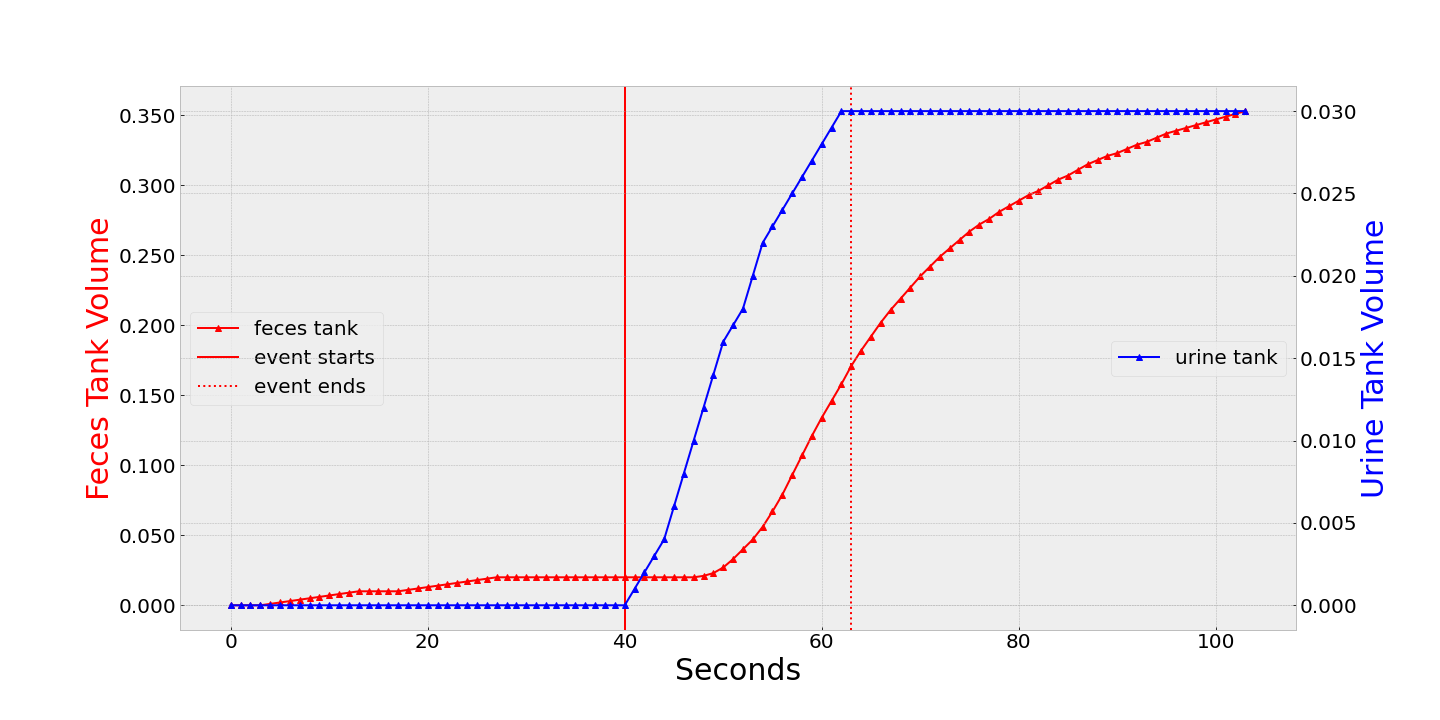 Feces Tank Volume
0.350
0.300
0.250
0.200
0.150
0.100
0.050
0.000
feces tank
event starts
event ends
urine tank
0.030
0.025
0.020
0.015
0.010
0.005
0.000
Urine Tank Volume
0 20 40 60 80 100
Seconds